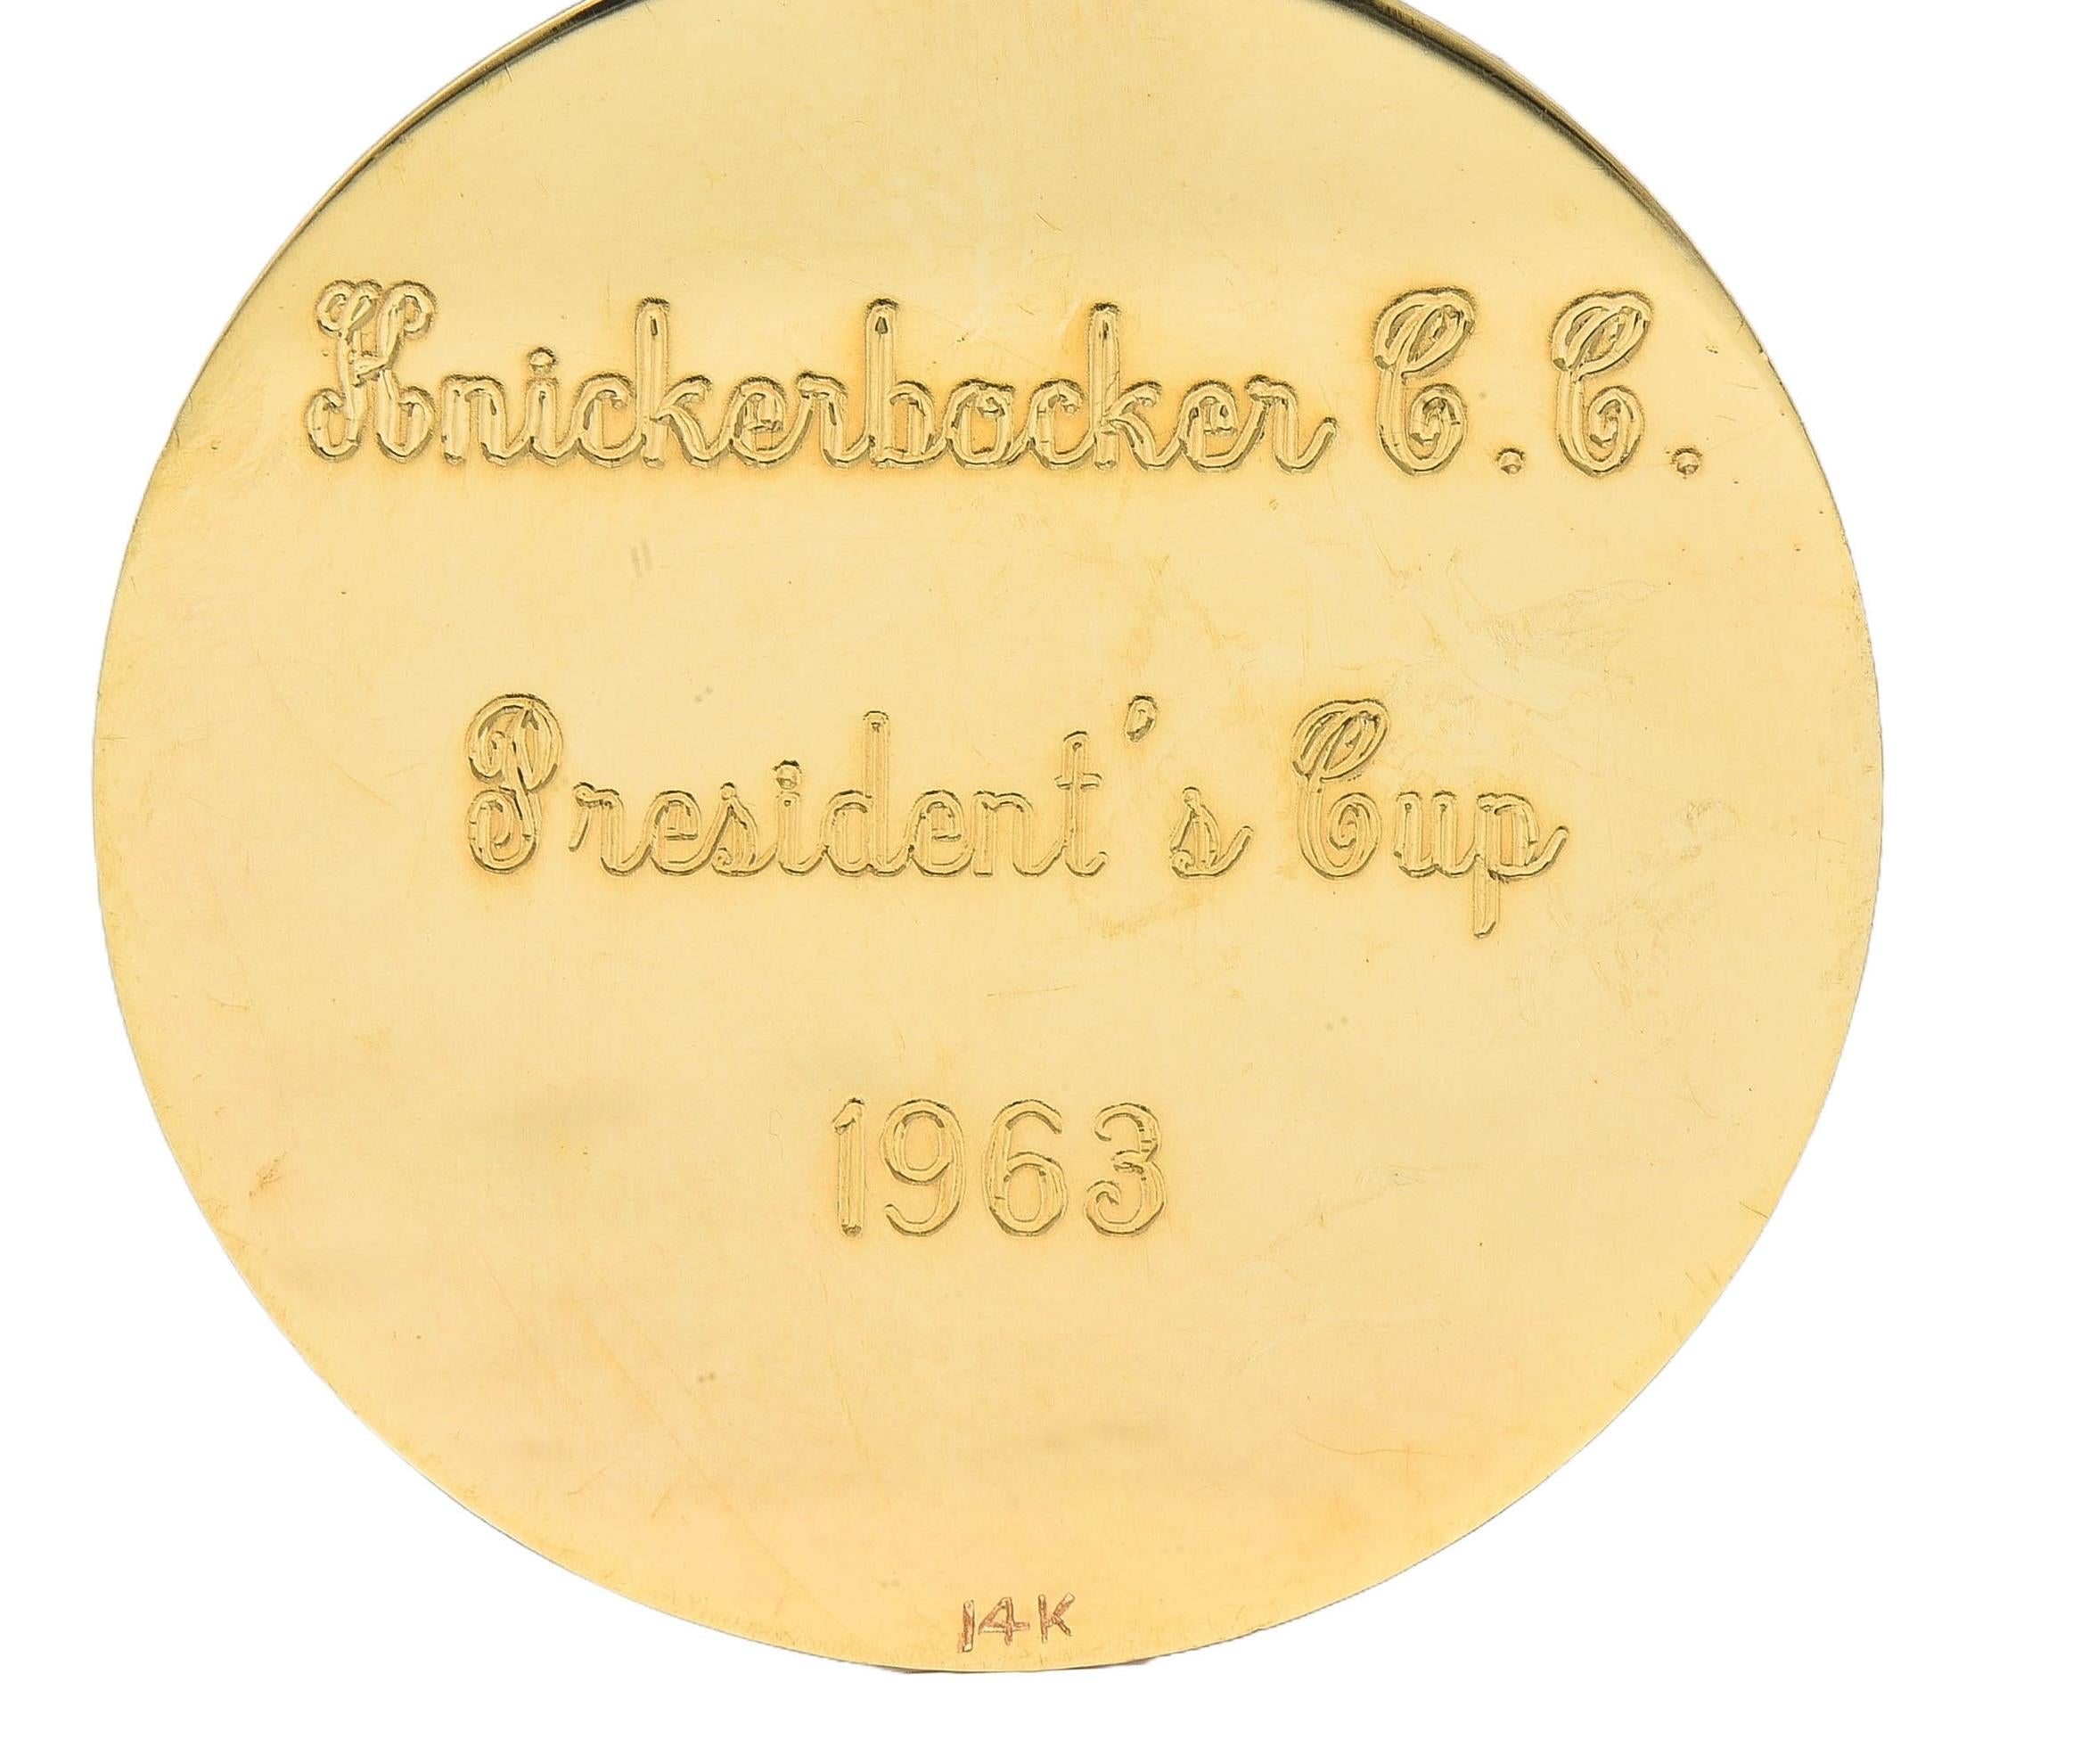 Knickerbocker C.C.
President's Cup
1963
14K